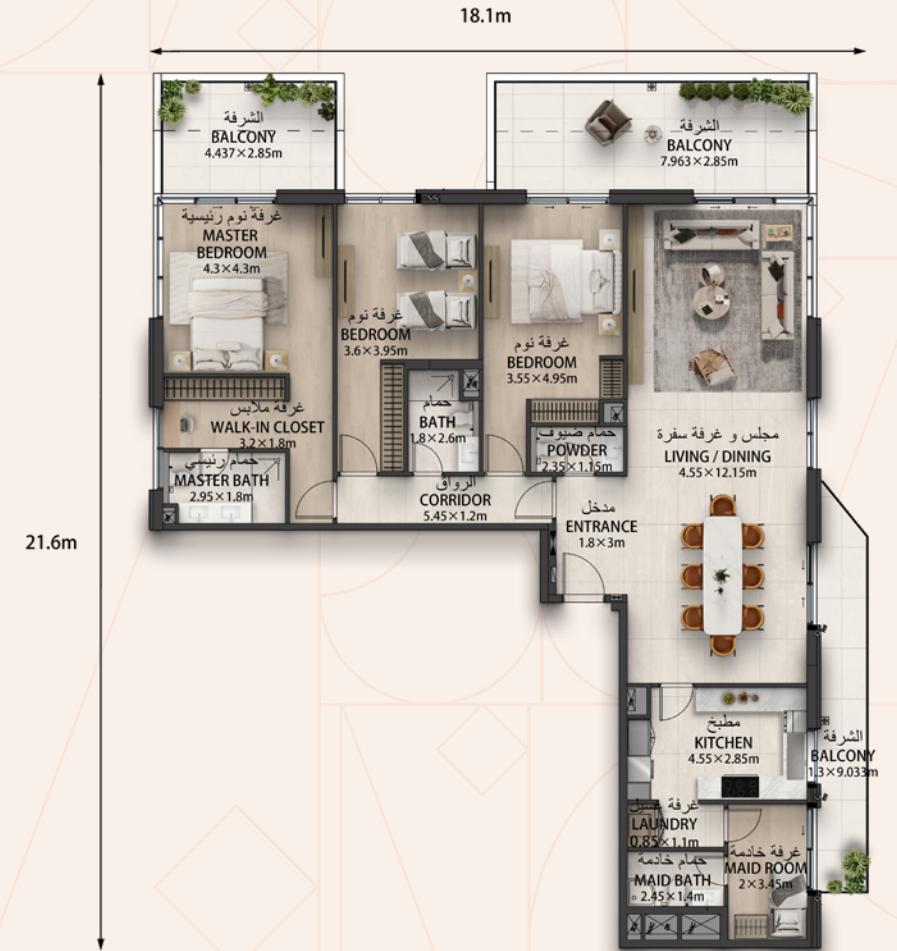 18.1m
21.6m
الشرفة
BALCONY
4.437×2.85m
الشرفة
BALCONY
7.963×2.85m
غرفة نوم رئيسية
MASTER
BEDROOM
4.3×4.3m
غرفة نوم
BEDROOM
3.6×3.95m
غرفة نوم
BEDROOM
3.55×4.95m
غرفة ملابس
WALK-IN CLOSET
3.2×1.8m
حمام رئيسي
MASTER BATH
2.95×1.8m
حمام
BATH
1.8×2.6m
حمام ضيوف
POWDER
2.35×1.15m
مجلس و غرفة سفرة
LIVING / DINING
4.55×12.15m
الرواق
CORRIDOR
5.45×1.2m
مدخل
ENTRANCE
1.8×3m
مطبخ
KITCHEN
4.55×2.85m
الشرفة
BALCONY
1.3×9.033m
غرفة غسيل
LAUNDRY
0.85×1.1m
حمام خادمة
MAID BATH
2.45×1.4m
غرفة خادمة
MAID ROOM
2×3.45m